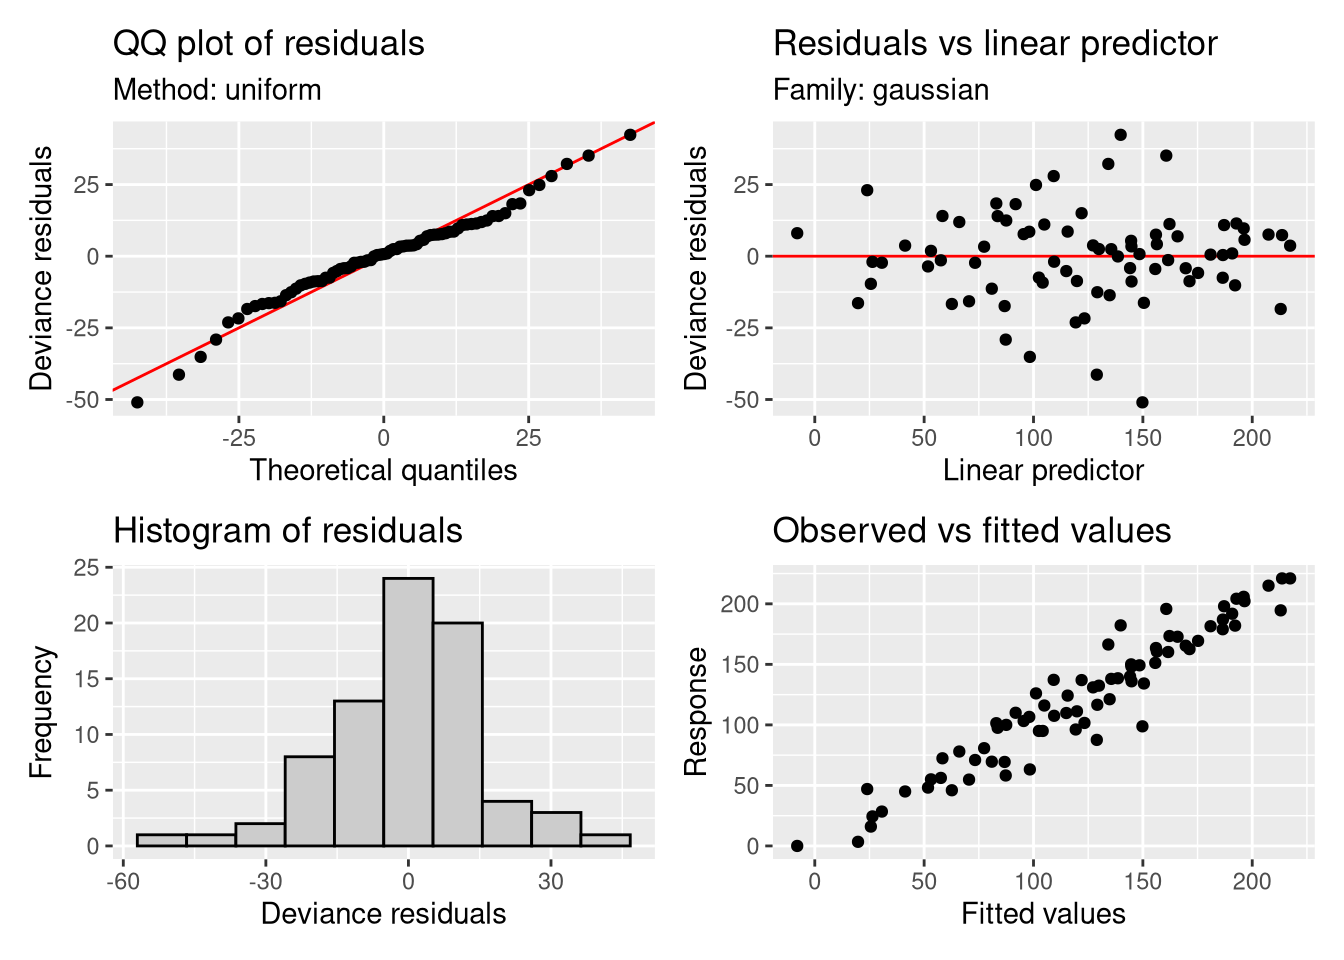 QQ plot of residuals
Method: uniform
Deviance residuals
25
0
-25
-50
-25
0
25
Theoretical quantiles
Residuals vs linear predictor
Family: gaussian
Deviance residuals
25
0
-25
-50
0
50
100
150
200
Linear predictor
Histogram of residuals
Frequency
25
20
15
10
5
0
-60
-30
0
30
Deviance residuals
Observed vs fitted values
Response
200
150
100
50
0
0
50
100
150
200
Fitted values